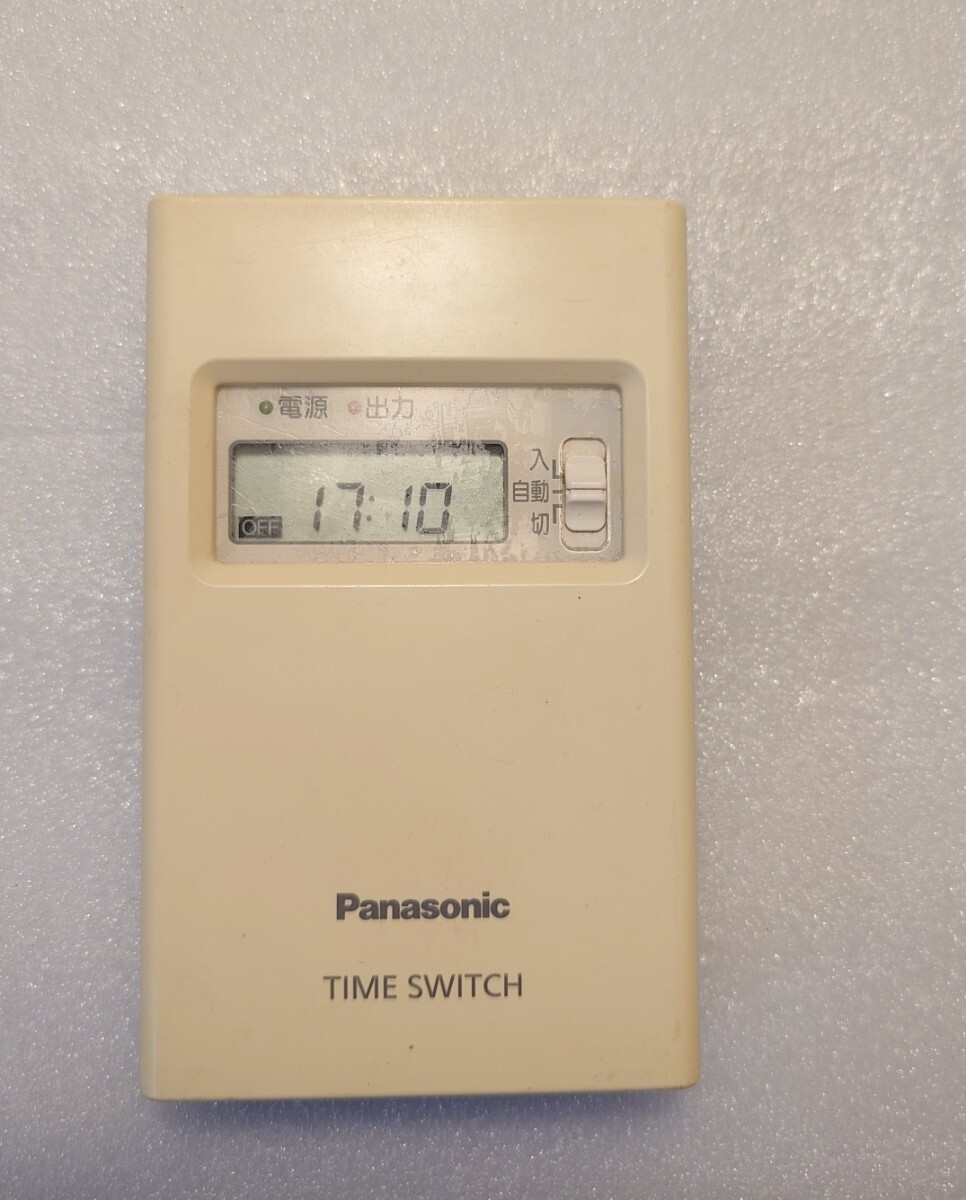 電源 出力
入
自動
切
OFF 17:10
Panasonic
TIME SWITCH